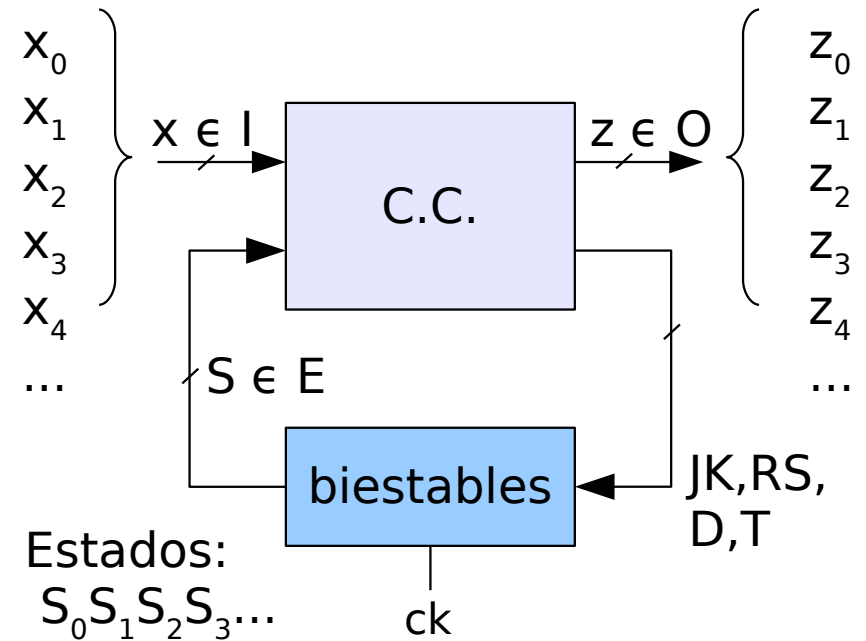 x₀
x₁
x₂
x₃
x₄
...
x ϵ I
C.C.
z ϵ O
z₀
z₁
z₂
z₃
z₄
...
S ϵ E
biestables
JK,RS,
D,T
Estados:
S₀S₁S₂S₃...
ck